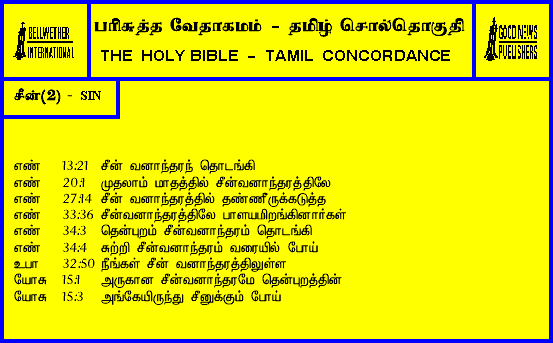 BELLWETHER
INTERNATIONAL
பரிசுத்த வேதாகமம் - தமிழ் சொல்தொகுதி
THE HOLY BIBLE - TAMIL CONCORDANCE
GOOD NEWS
PUBLISHERS
சீன்(2) - SIN
எண் 13:21 சீன் வனாந்தரந் தொடங்கி
எண் 20:1 முதலாம் மாதத்தில் சீன்வனாந்தரத்திலே
எண் 27:14 சீன் வனாந்தரத்தில் தண்ணீருக்கடுத்த
எண் 33:36 சீன்வனாந்தரத்திலே பாளயமிறங்கினார்கள்
எண் 34:3 தென்புறம் சீன்வனாந்தரம் தொடங்கி
எண் 34:4 சுற்றி சீன்வனாந்தரம் வரையில் போய்
உபா 32:50 நீங்கள் சீன் வனாந்தரத்திலுள்ள
யோசு 15:1 அருகான சீன்வனாந்தரமே தென்புறத்தின்
யோசு 15:3 அங்கேயிருந்து சீனுக்கும் போய்